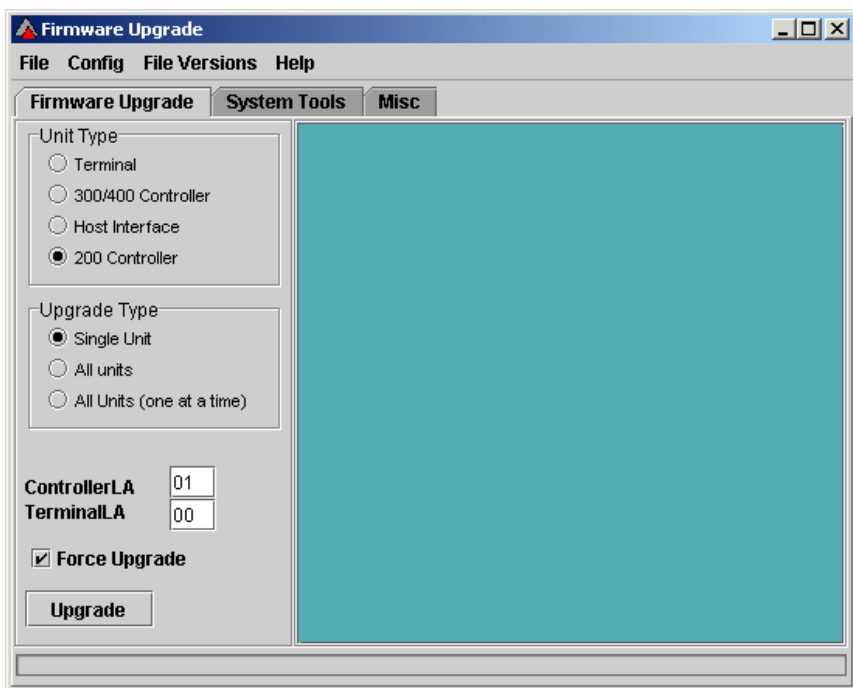 Firmware Upgrade
File Config File Versions Help
Firmware Upgrade System Tools Misc
Unit Type
Terminal
300/400 Controller
Host Interface
200 Controller
Upgrade Type
Single Unit
All units
All Units (one at a time)
ControllerLA 01
TerminalLA 00
Force Upgrade
Upgrade